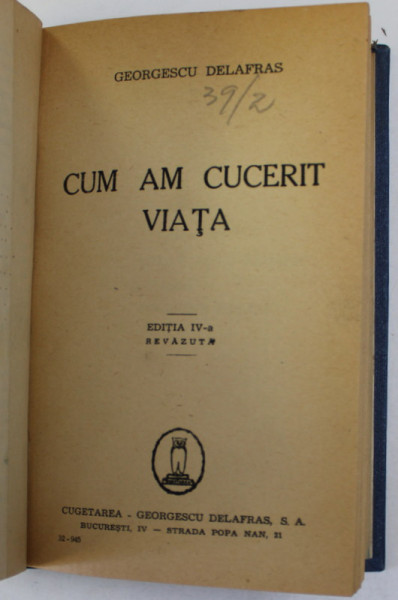 GEORGESCU DELAFRAS
39/2
CUM AM CUCERIT
VIAŢA
EDIŢIA IV-a
REVĂZUTĂ
CUGETAREA - GEORGESCU DELAFRAS, S. A.
BUCUREŞTI, IV — STRADA POPA NAN, 21